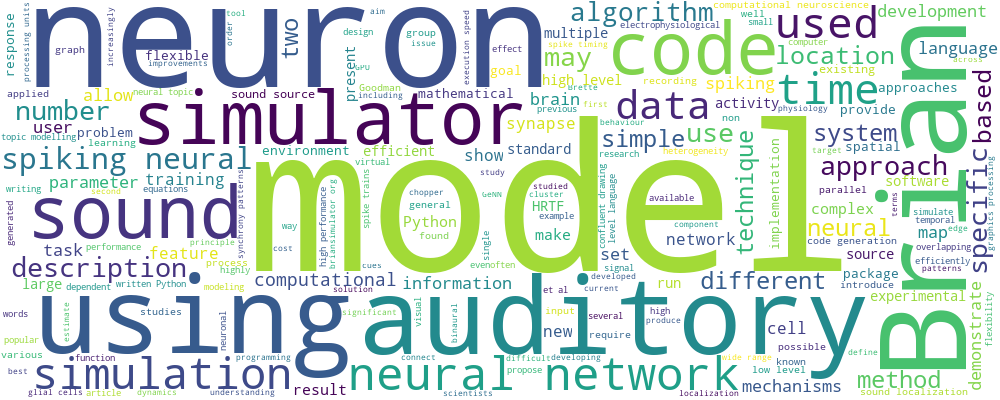 neuron
model
Brian
using
auditory
simulator
sound
code
simulation
neural network
data
time
used
algorithm
approach
spiking neural
description
specific
based
different
location
use
system
method
technique
may
two
simple
number
neural
computational
network
information
mechanisms
brain
synapse
spiking
development
language
multiple
high level
activity
approaches
existing
provide
spatial
software
complex
parallel
source
map
package
code generation
introduce
experimental
demonstrate
sound localization
parameter
training
feature
task
large
result
environment
efficient
show
standard
Python
HRTF
make
set
general
run
cell
new
possible
known
low level
require
several
allow
user
problem
learning
topic modelling
neural topic
sound source
mathematical
present
flexible
response
processing units
graph
increasingly
tool
order
improvements
applied
aim
design
group
issue
effect
GPU
Goodman
including
execution speed
goal
electrophysiological
computational neuroscience
well
small
spike timing
computer
across
recording
brette
previous
first
physiology
behaviour
non
research
heterogeneity
target
implementation
virtual
study
spike trains
chopper
GeNN
studied
cluster
available
example
found
confluent drawing
level language
component
single
signal
developed
current
et al
evenoften
cues
way
high performance
briansimulator org
synchrony patterns
equations
writing
second
generated
performance
principle
process
highly
modeling
cost
solution
dependent
written Python
various
studies
words
popular
estimate
function
best
glial cells
article
dynamics
neuronal
programming
understanding
significant
visual
binaural
input
high
produce
connect
difficult
developing
propose
scientists
localization
wide range
define
efficiently
patterns
overlapping
terms
simulate
temporal
edge
graphics processing
flexibility